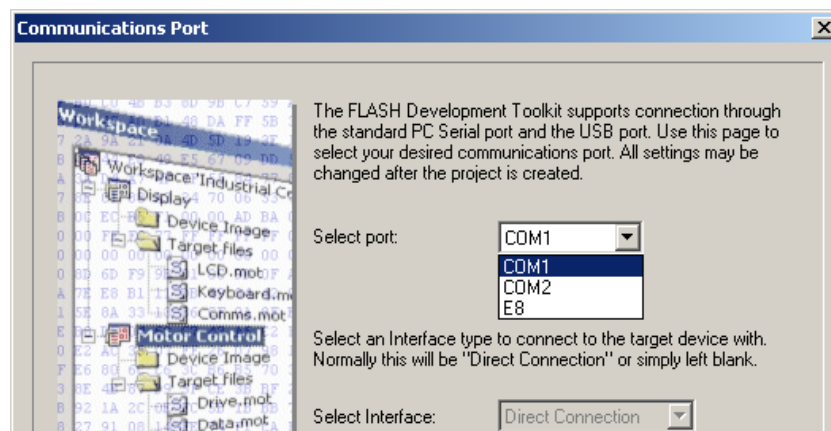 Communications Port
The FLASH Development Toolkit supports connection through
the standard PC Serial port and the USB port. Use this page to
select your desired communications port. All settings may be
changed after the project is created.
Select port:
COM1
COM1
COM2
E8
Select an Interface type to connect to the target device with.
Normally this will be "Direct Connection" or simply left blank.
Select Interface:
Direct Connection
Workspace
Workspace 'Industrial
Display
Device Image
Target files
LCD.mot
Keyboard.m
Comms.mot
Motor Control
Device Image
Target files
Drive.mot
Data.mot